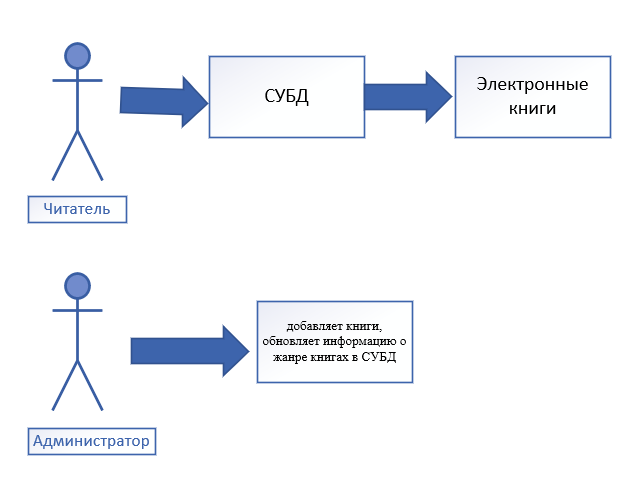 СУБД
Электронные
книги
Читатель
добавляет книги,
обновляет информацию о
жанре книгах в СУБД
Администратор